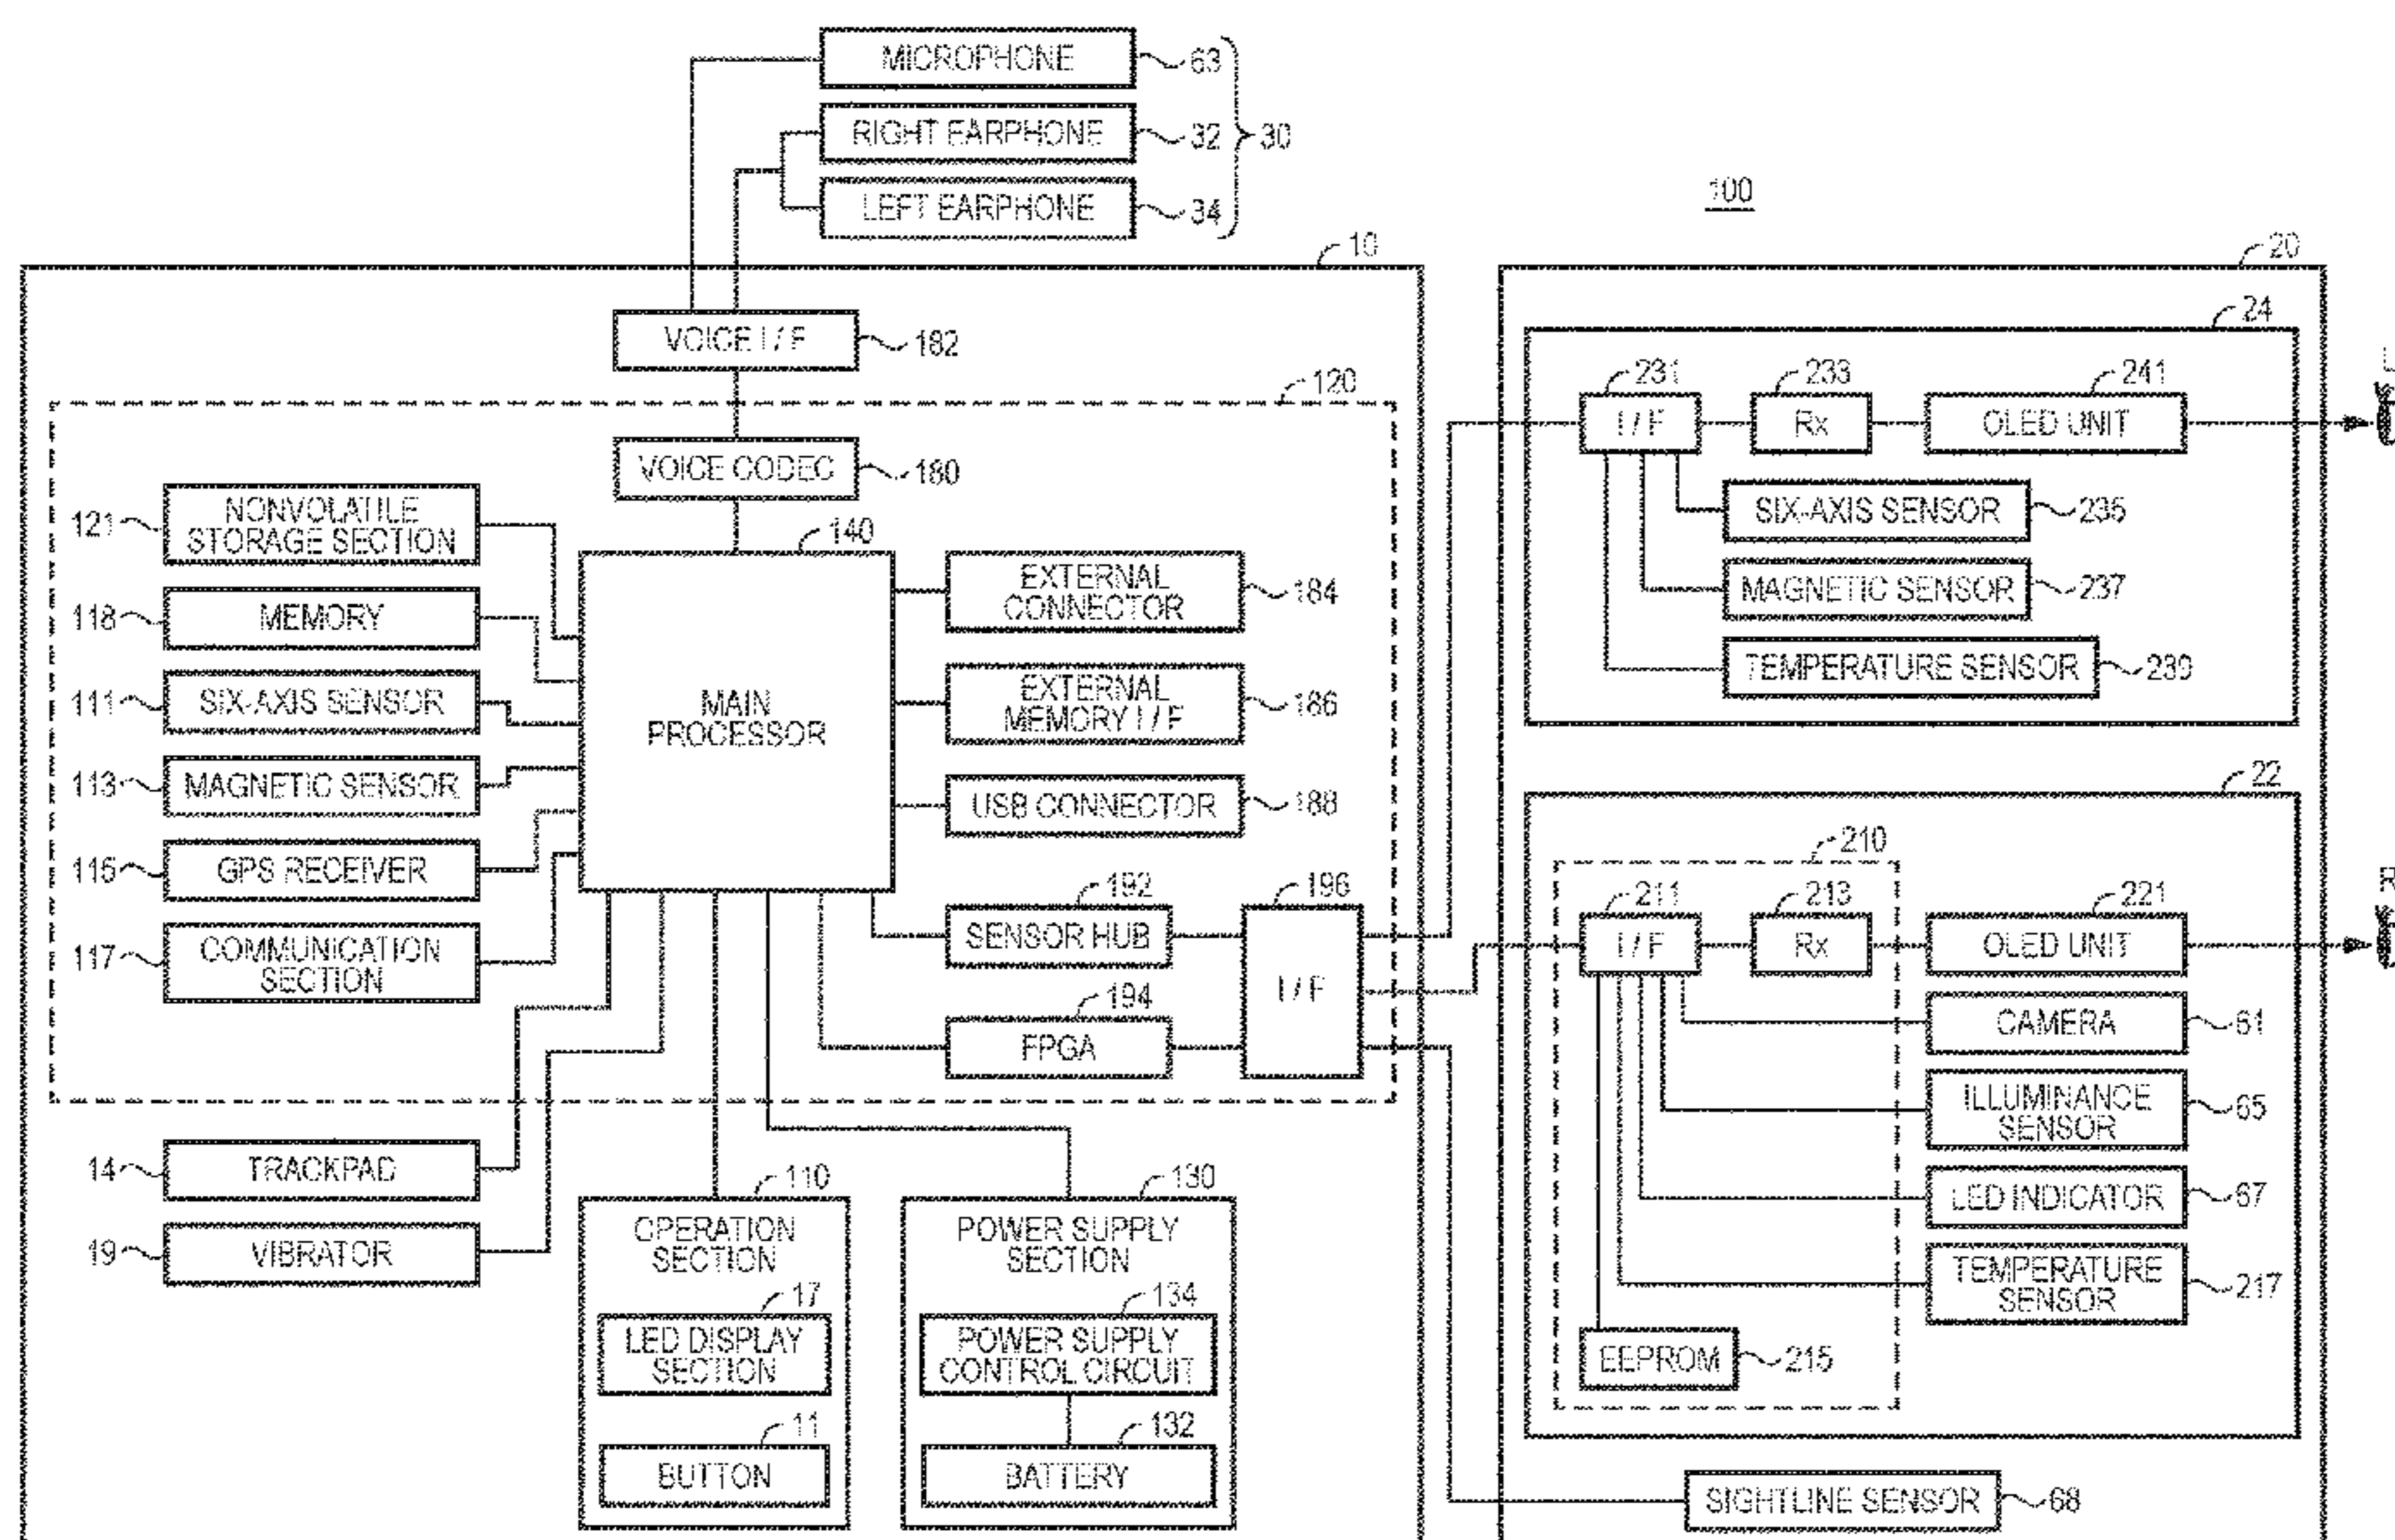 MICROPHONE
63
RIGHT EARPHONE
32
30
LEFT EARPHONE
34
100
10
20
VOICE I / F
182
24
120
231
233
241
I / F
Rx
OLED UNIT
L
VOICE CODEC
180
121
NONVOLATILE
STORAGE SECTION
SIX-AXIS SENSOR
235
140
118
MEMORY
EXTERNAL
CONNECTOR
184
MAGNETIC SENSOR
237
111
SIX-AXIS SENSOR
MAIN
PROCESSOR
EXTERNAL
MEMORY I / F
186
TEMPERATURE SENSOR
239
113
MAGNETIC SENSOR
USB CONNECTOR
188
22
115
GPS RECEIVER
210
192
196
211
213
221
R
117
COMMUNICATION
SECTION
SENSOR HUB
I / F
I / F
Rx
OLED UNIT
194
FPGA
CAMERA
61
ILLUMINANCE
SENSOR
65
14
TRACKPAD
110
130
LED INDICATOR
67
19
VIBRATOR
OPERATION
SECTION
POWER SUPPLY
SECTION
TEMPERATURE
SENSOR
217
17
134
LED DISPLAY
SECTION
POWER SUPPLY
CONTROL CIRCUIT
EEPROM
215
11
132
BUTTON
BATTERY
SIGHTLINE SENSOR
68